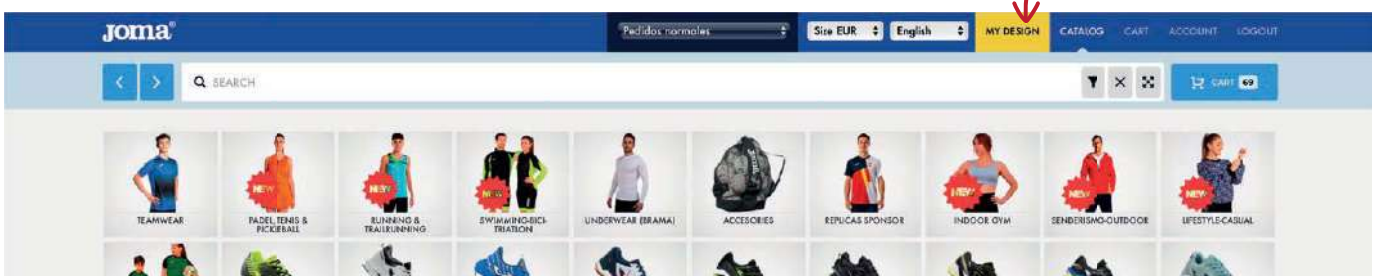 Joma®
Pedidos normales
Size EUR
English
MY DESIGN
CATALOG
CART
ACCOUNT
LOGOUT
SEARCH
CART 69
TEAMWEAR
NEW
PADEL, TENIS &
PICKLEBALL
NEW
RUNNING &
TRAILRUNNING
NEW
SWIMMING-BICI-
TRIATLON
UNDERWEAR (BRAMA)
ACCESORIES
REPLICAS SPONSOR
NEW
INDOOR GYM
NEW
SENDERISMO-OUTDOOR
NEW
LIFESTYLE-CASUAL